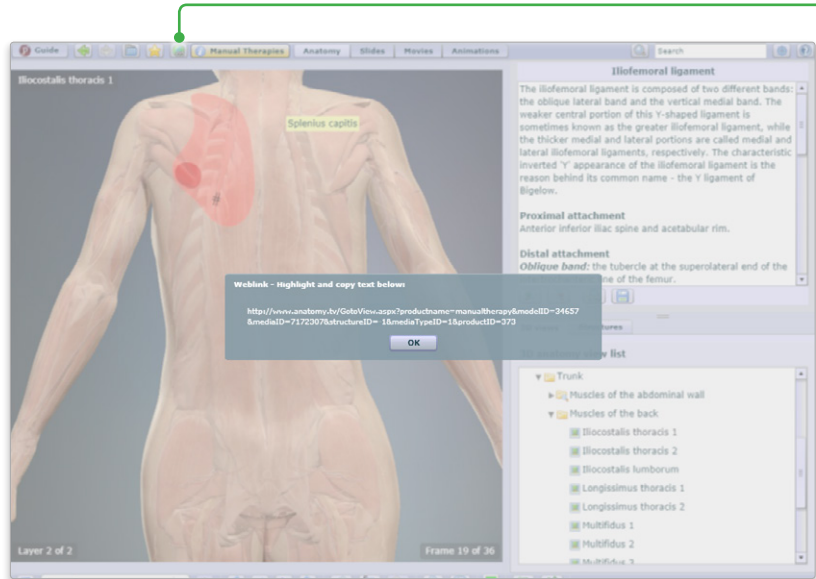 Guide
Manual Therapies
Anatomy
Slides
Movies
Animations
Search
Iliocostalis thoracis 1
Splenius capitis
Layer 2 of 2
Frame 19 of 36
Iliofemoral ligament
The iliofemoral ligament is composed of two different bands:
the oblique lateral band and the vertical medial band. The
weaker central portion of this Y-shaped ligament is
sometimes known as the greater iliofemoral ligament, while
the thicker medial and lateral portions are called medial and
lateral iliofemoral ligaments, respectively. The characteristic
inverted 'Y' appearance of the iliofemoral ligament is the
reason behind its common name - the Y ligament of
Bigelow.
Proximal attachment
Anterior inferior iliac spine and acetabular rim.
Distal attachment
Oblique band: the tubercle at the superolateral end of the
ne of the femur.
Weblink - Highlight and copy text below:
http://www.anatomy.tv/GotoView.aspx?productname=manualtherapy&modelID=34657
&mediaID=7172307&structureID= 1&mediaTypeID=1&productID=373
OK
view list
Trunk
Muscles of the abdominal wall
Muscles of the back
Iliocostalis thoracis 1
Iliocostalis thoracis 2
Iliocostalis lumborum
Longissimus thoracis 1
Longissimus thoracis 2
Multifidus 1
Multifidus 2
Multifidus 3